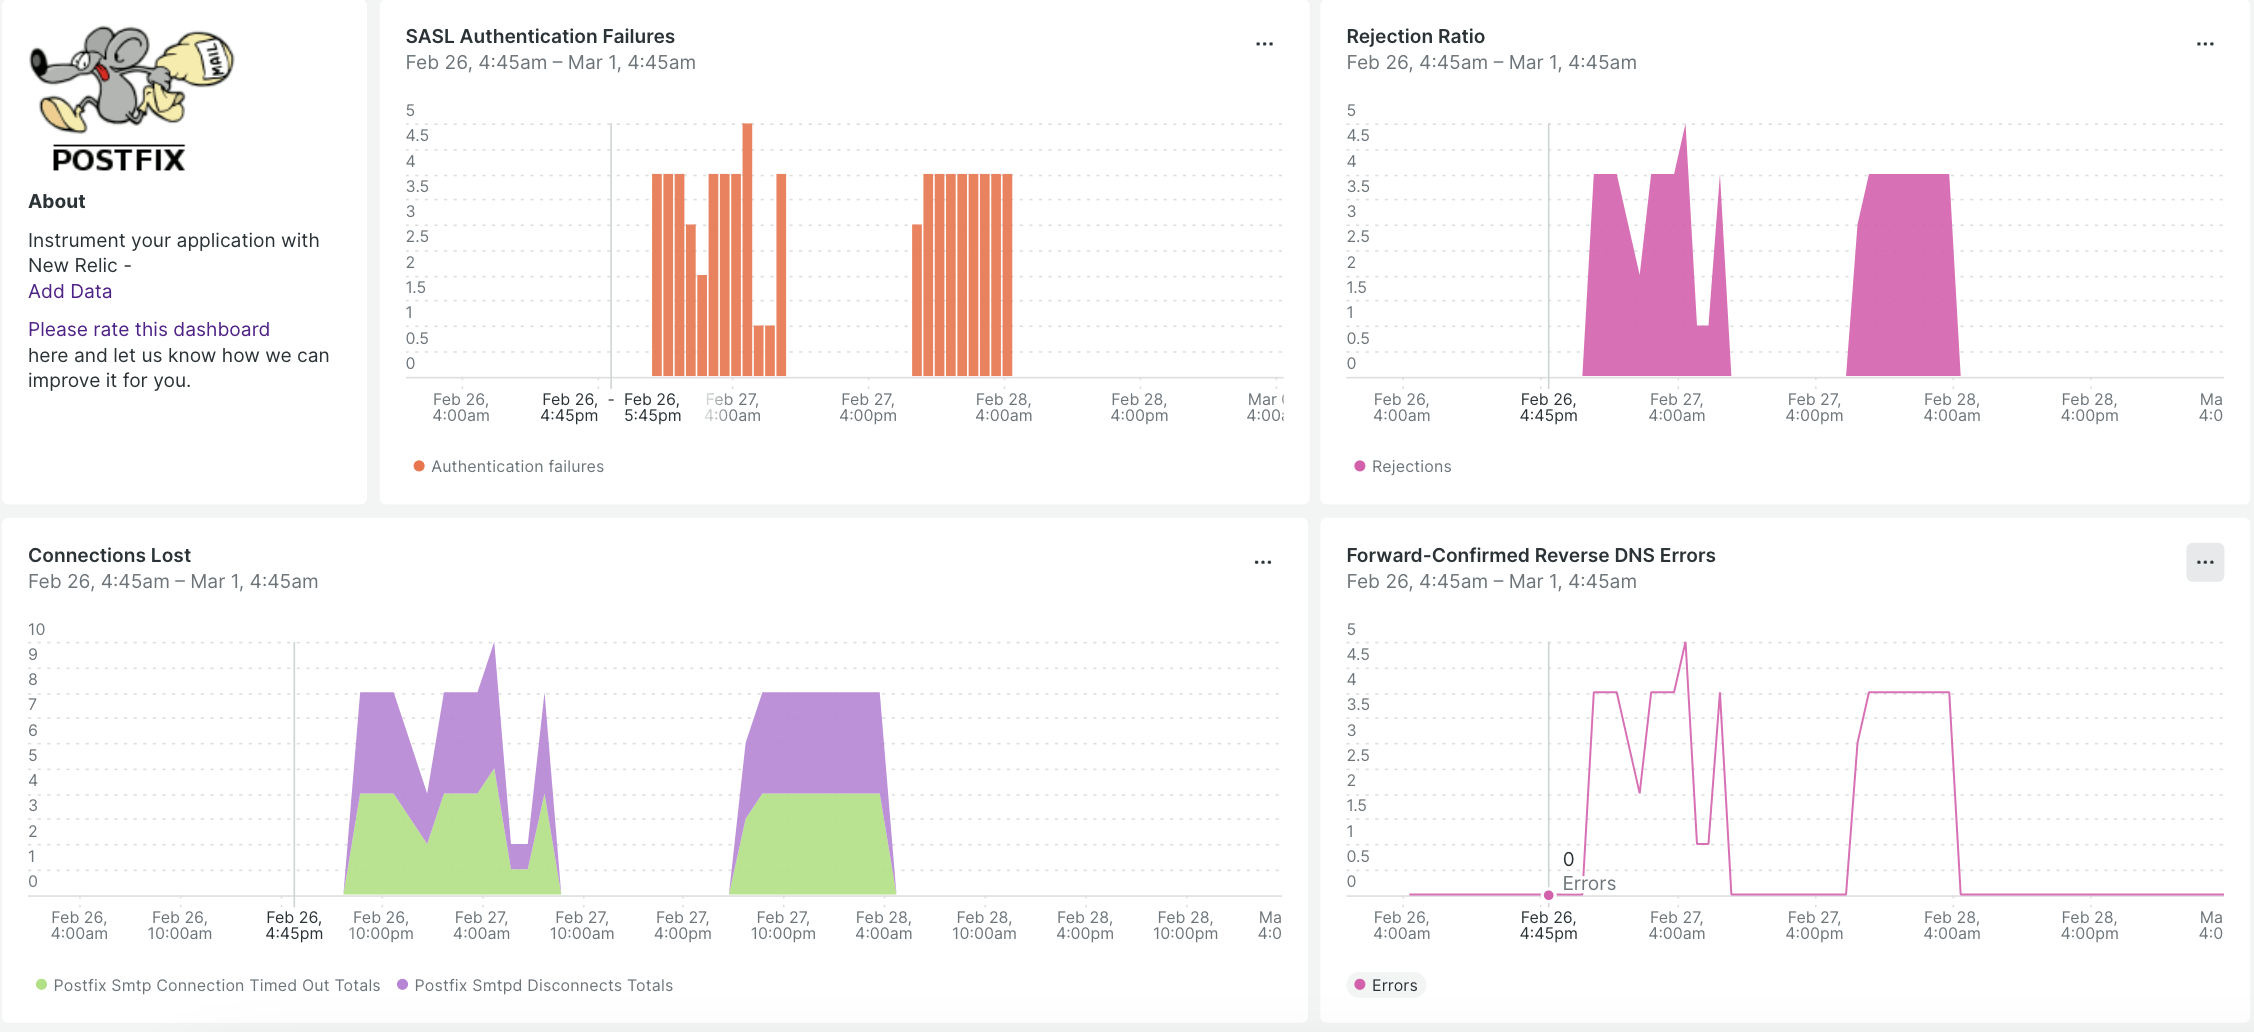 MAIL
POSTFIX
About
Instrument your application with
New Relic -
Add Data
Please rate this dashboard
here and let us know how we can
improve it for you.
SASL Authentication Failures
Feb 26, 4:45am – Mar 1, 4:45am
...
5
4.5
4
3.5
3
2.5
2
1.5
1
0.5
0
Feb 26, Feb 26, - Feb 26, Feb 27, Feb 27, Feb 28, Feb 28, Mar
4:00am 4:45pm 5:45pm 4:00am 4:00pm 4:00am 4:00pm 4:00
Authentication failures
Rejection Ratio
Feb 26, 4:45am – Mar 1, 4:45am
...
5
4.5
4
3.5
3
2.5
2
1.5
1
0.5
0
Feb 26, Feb 26, Feb 27, Feb 27, Feb 28, Feb 28, Ma
4:00am 4:45pm 4:00am 4:00pm 4:00am 4:00pm 4:0
Rejections
Connections Lost
Feb 26, 4:45am – Mar 1, 4:45am
...
10
9
8
7
6
5
4
3
2
1
0
Feb 26, Feb 26, Feb 26, Feb 26, Feb 27, Feb 27, Feb 27, Feb 27, Feb 28, Feb 28, Feb 28, Feb 28, Ma
4:00am 10:00am 4:45pm 10:00pm 4:00am 10:00am 4:00pm 10:00pm 4:00am 10:00am 4:00pm 10:00pm 4:0
Postfix Smtp Connection Timed Out Totals Postfix Smtpd Disconnects Totals
Forward-Confirmed Reverse DNS Errors
Feb 26, 4:45am – Mar 1, 4:45am
...
5
4.5
4
3.5
3
2.5
2
1.5
1
0.5
0
0
Errors
Feb 26, Feb 26, Feb 27, Feb 27, Feb 28, Feb 28, Ma
4:00am 4:45pm 4:00am 4:00pm 4:00am 4:00pm 4:0
Errors